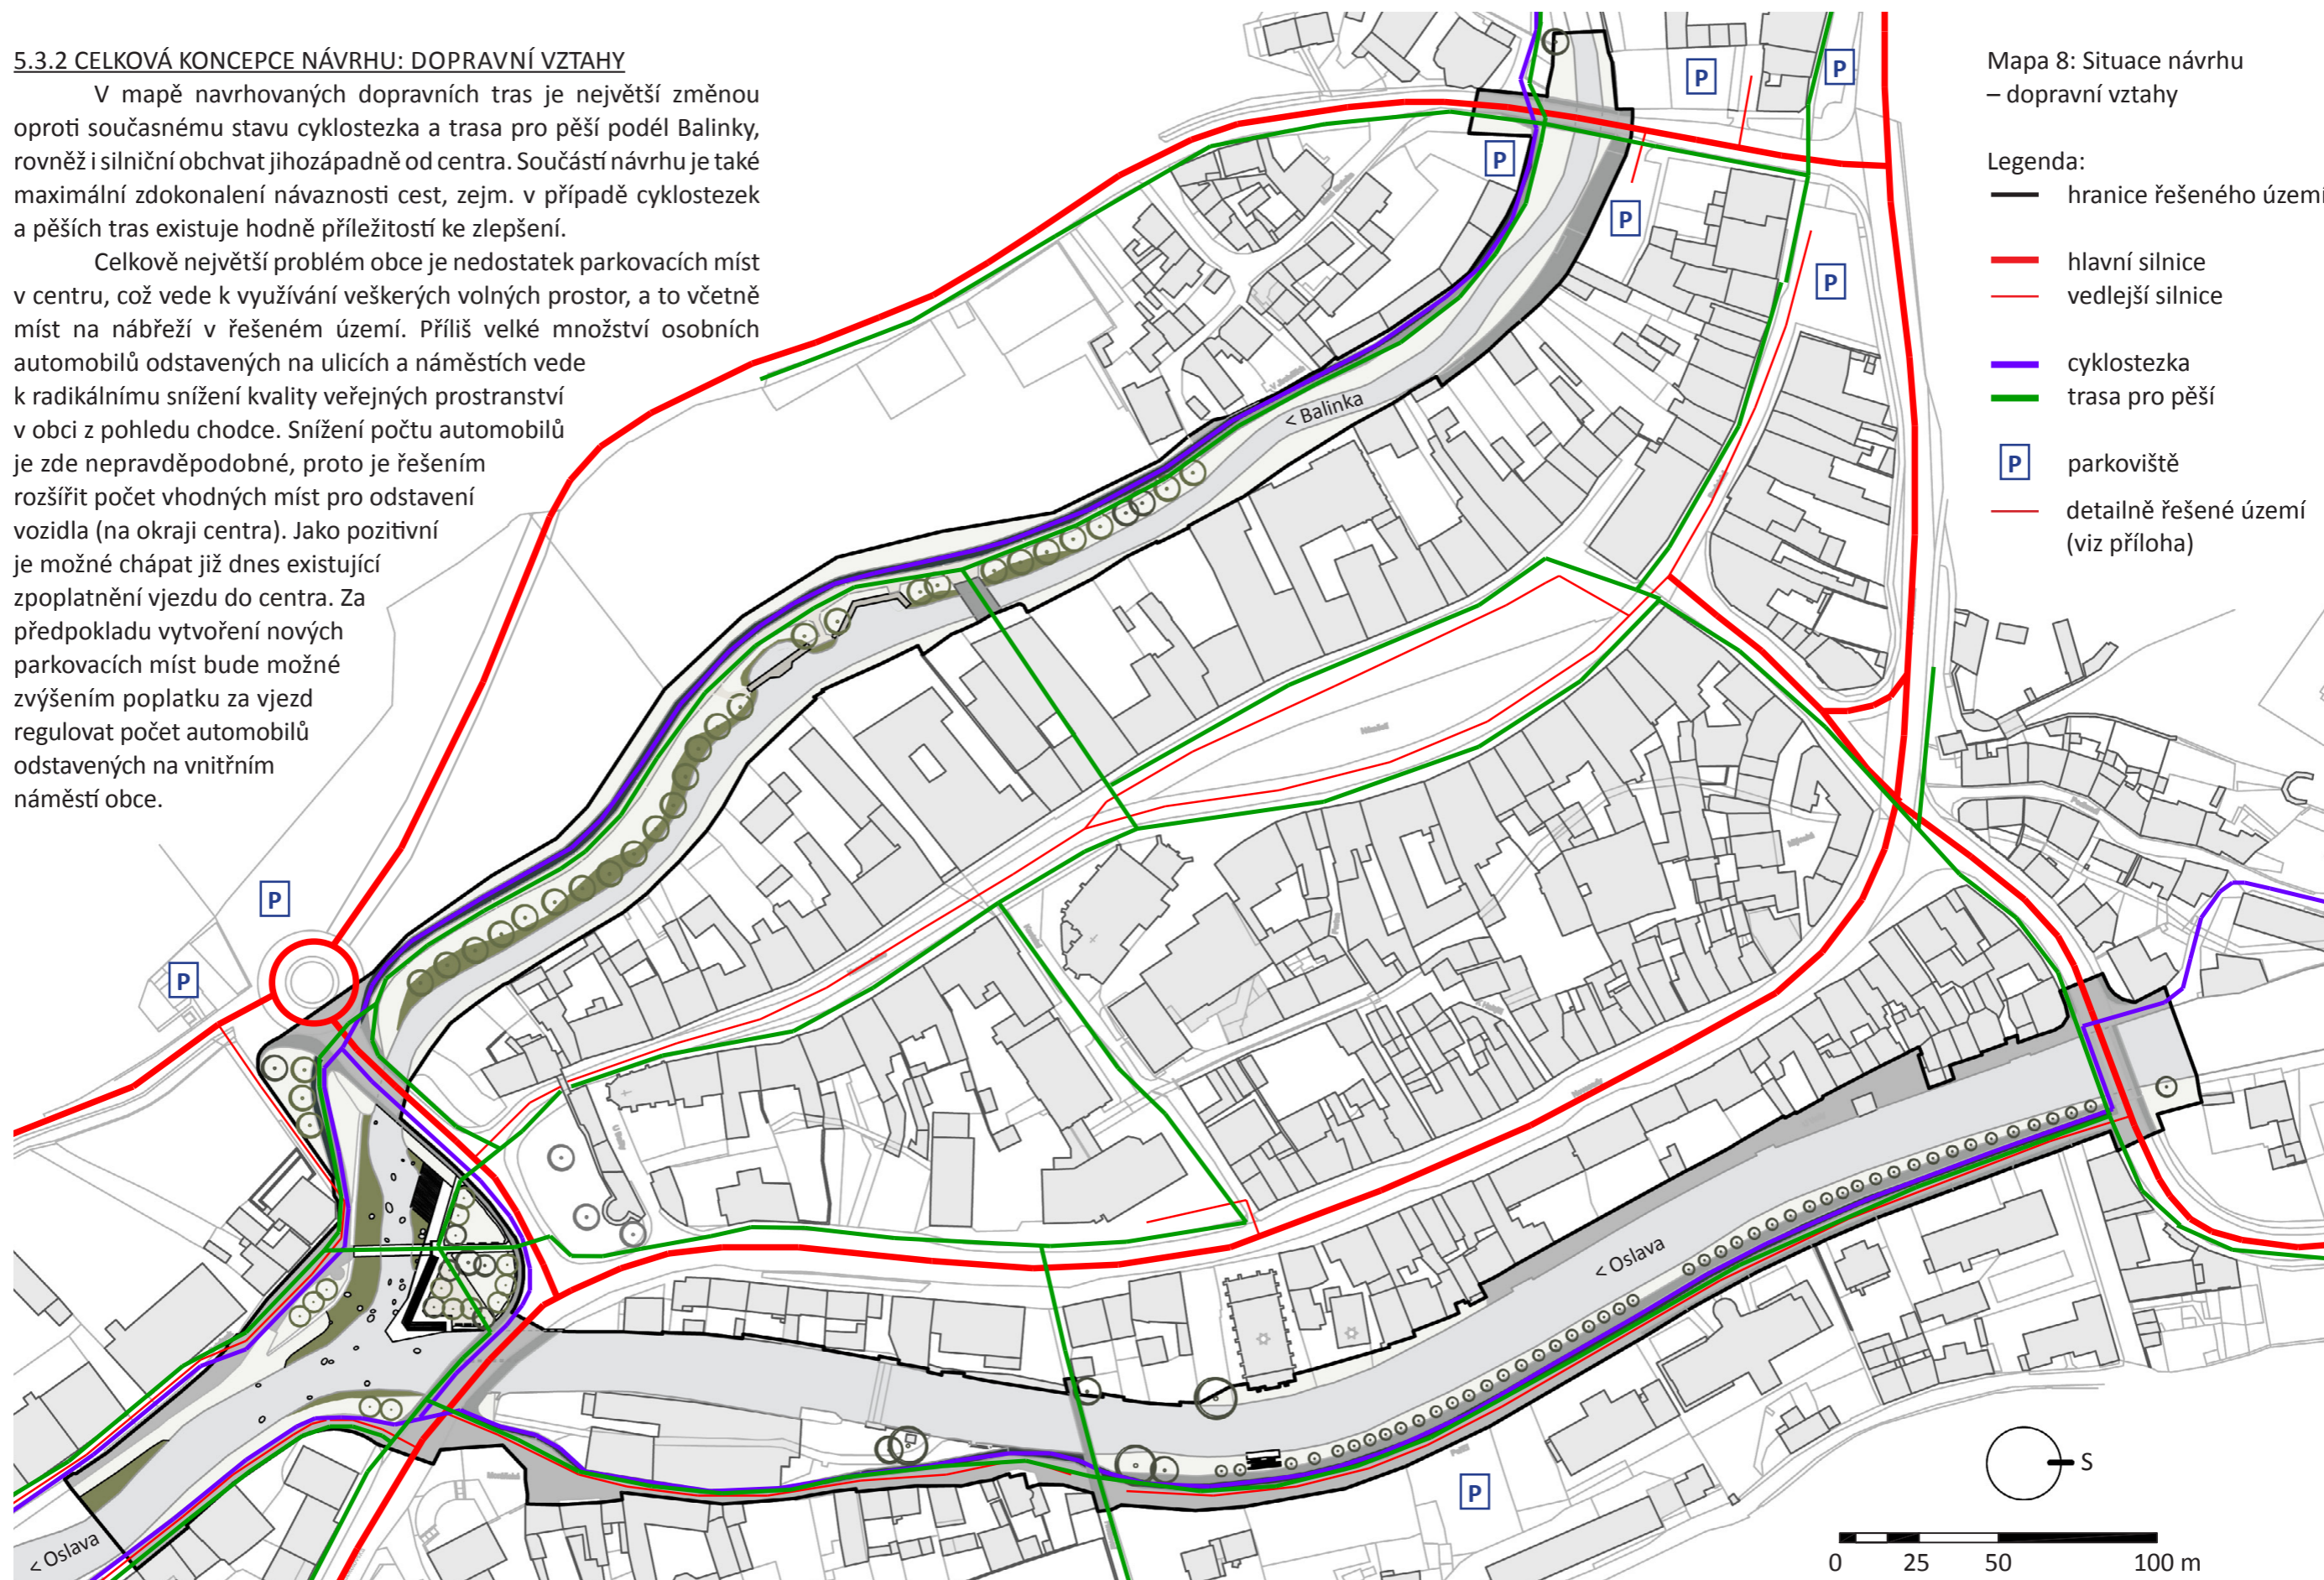 5.3.2 CELKOVÁ KONCEPCE NÁVRHU: DOPRAVNÍ VZTAHY
V mapě navrhovaných dopravních tras je největší změnou
oproti současnému stavu cyklostezka a trasa pro pěší podél Balinky,
rovněž i silniční obchvat jihozápadně od centra. Součástí návrhu je také
maximální zdokonalení návaznosti cest, zejm. v případě cyklostezek
a pěších tras existuje hodně příležitostí ke zlepšení.
Celkově největší problém obce je nedostatek parkovacích míst
v centru, což vede k využívání veškerých volných prostor, a to včetně
míst na nábřeží v řešeném území. Příliš velké množství osobních
automobilů odstavených na ulicích a náměstích vede
k radikálnímu snížení kvality veřejných prostranství
v obci z pohledu chodce. Snížení počtu automobilů
je zde nepravděpodobné, proto je řešením
rozšířit počet vhodných míst pro odstavení
vozidla (na okraji centra). Jako pozitivní
je možné chápat již dnes existující
zpoplatnění vjezdu do centra. Za
předpokladu vytvoření nových
parkovacích míst bude možné
zvýšením poplatku za vjezd
regulovat počet automobilů
odstavených na vnitřním
náměstí obce.
Mapa 8: Situace návrhu
– dopravní vztahy
Legenda:
hranice řešeného území
hlavní silnice
vedlejší silnice
cyklostezka
trasa pro pěší
P parkoviště
detailně řešené území
(viz příloha)
P
P
P
P
P
< Balinka
P
P
< Oslava
P
< Oslava
S
0 25 50 100 m